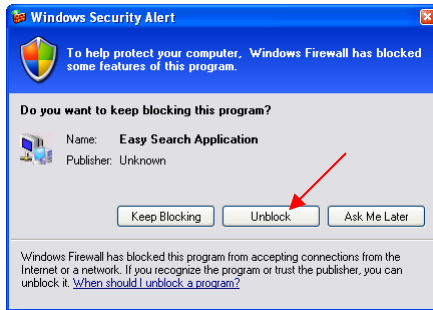 Windows Security Alert
To help protect your computer, Windows Firewall has blocked
some features of this program.
Do you want to keep blocking this program?
Name: Easy Search Application
Publisher: Unknown
Keep Blocking Unblock Ask Me Later
Windows Firewall has blocked this program from accepting connections from the
Internet or a network. If you recognize the program or trust the publisher, you can
unblock it. When should I unblock a program?